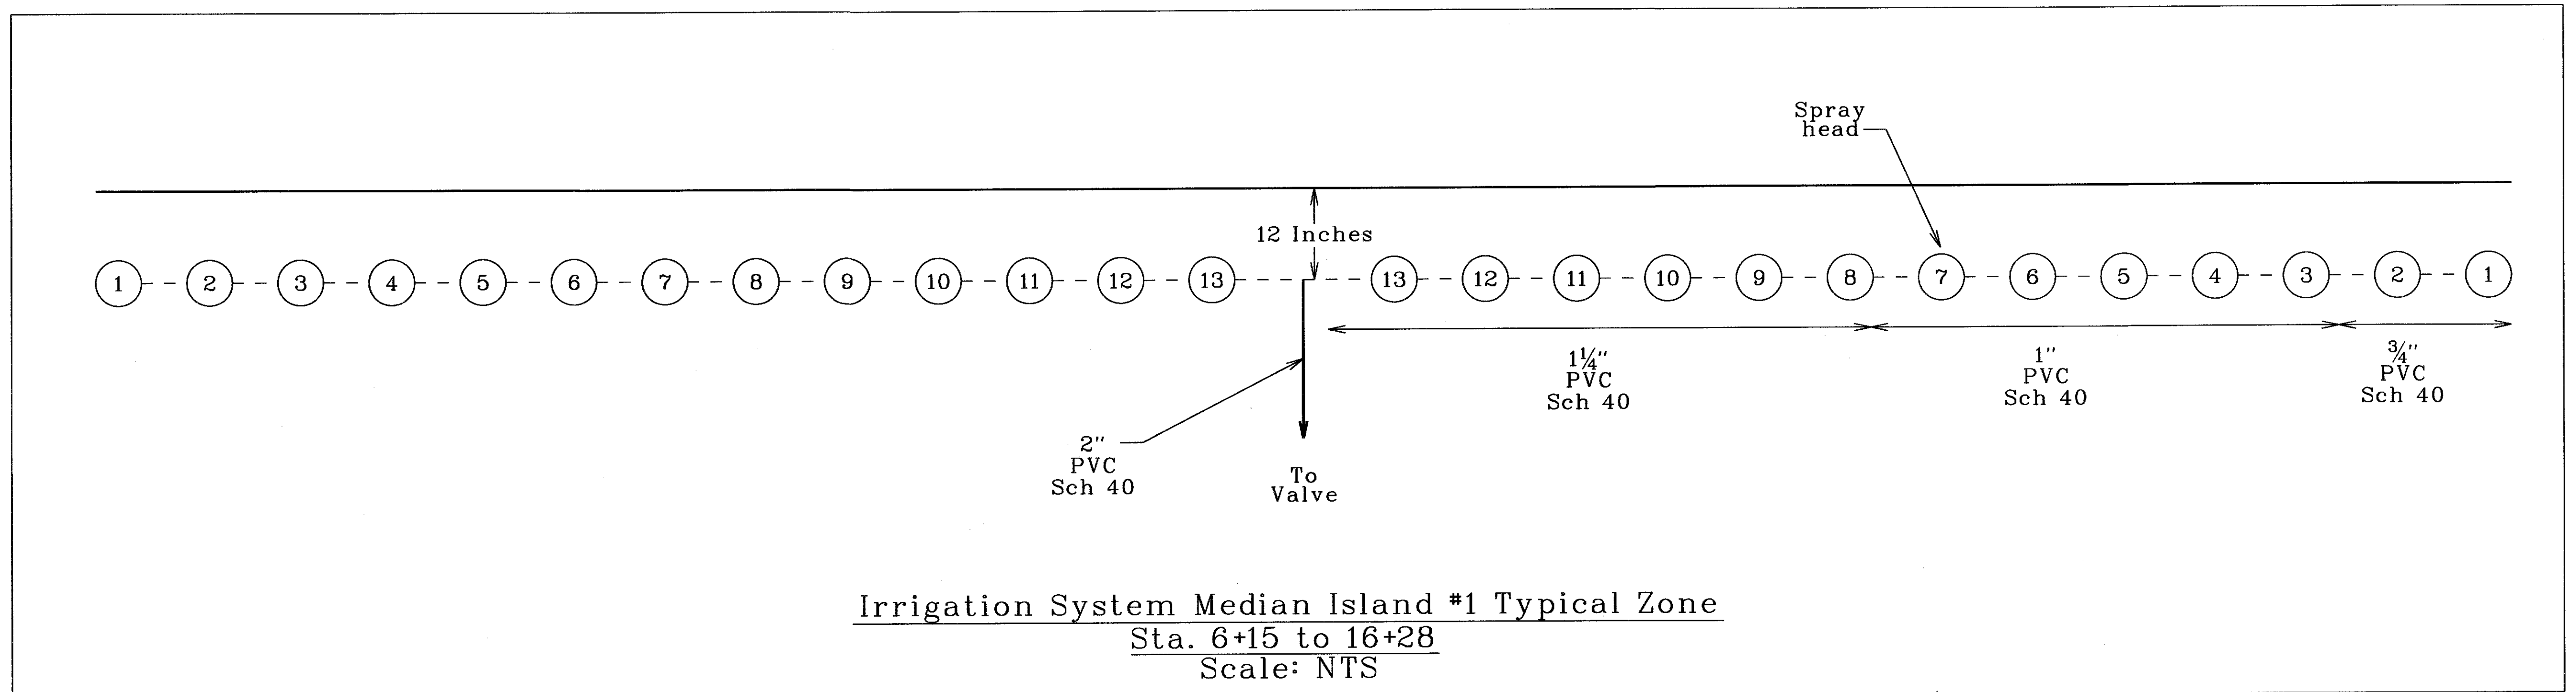 Spray
head
12 Inches
1 2 3 4 5 6 7 8 9 10 11 12 13 13 12 11 10 9 8 7 6 5 4 3 2 1
1¼"
PVC
Sch 40
1"
PVC
Sch 40
¾"
PVC
Sch 40
2"
PVC
Sch 40
To
Valve
Irrigation System Median Island #1 Typical Zone
Sta. 6+15 to 16+28
Scale: NTS